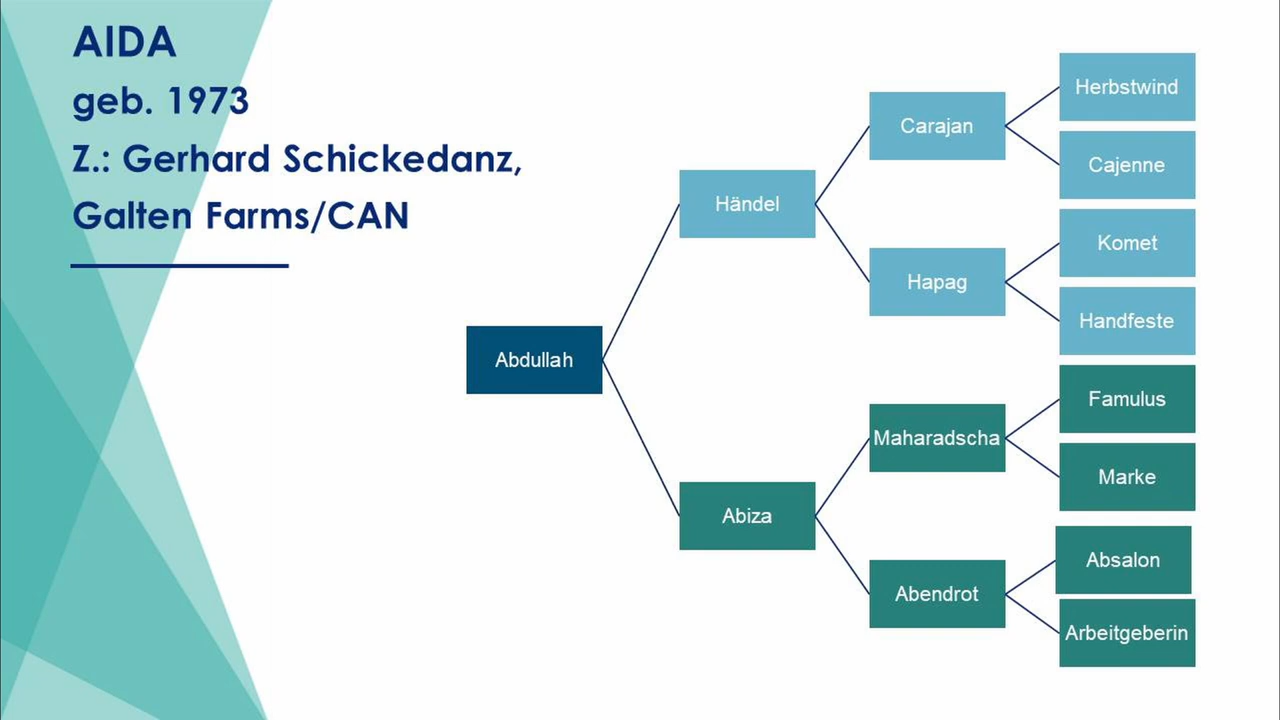 AIDA
geb. 1973
Z.: Gerhard Schickedanz,
Galten Farms/CAN
Abdullah
Händel
Abiza
Carajan
Hapag
Maharadscha
Abendrot
Herbstwind
Cajenne
Komet
Handfeste
Famulus
Marke
Absalon
Arbeitgeberin